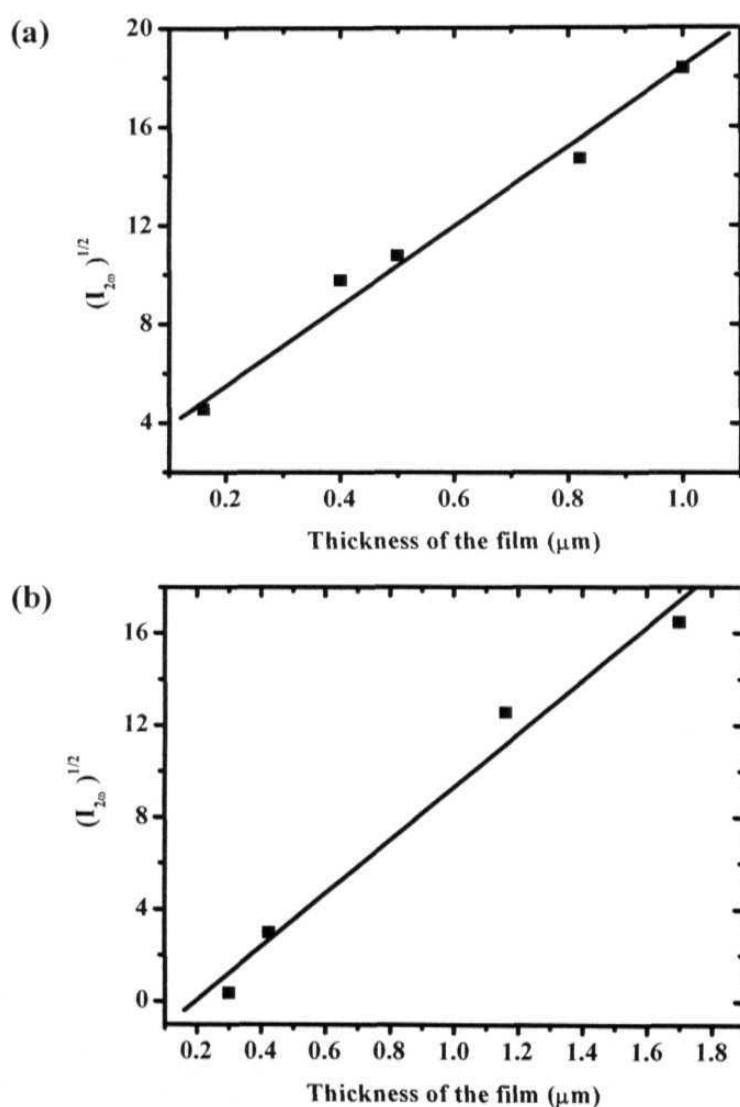 (a)
20
16
12
8
4
(I2ω)1/2
0.2 0.4 0.6 0.8 1.0
Thickness of the film (μm)
(b)
16
12
8
4
0
(I2ω)1/2
0.2 0.4 0.6 0.8 1.0 1.2 1.4 1.6 1.8
Thickness of the film (μm)